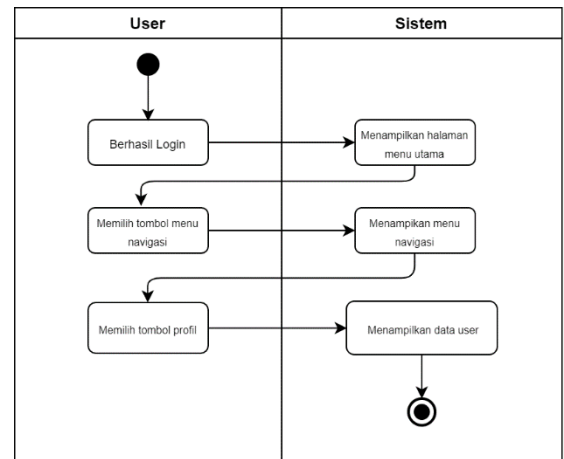 User
Sistem
Berhasil Login
Menampilkan halaman
menu utama
Memilih tombol menu
navigasi
Menampikan menu
navigasi
Memilih tombol profil
Menampilkan data user